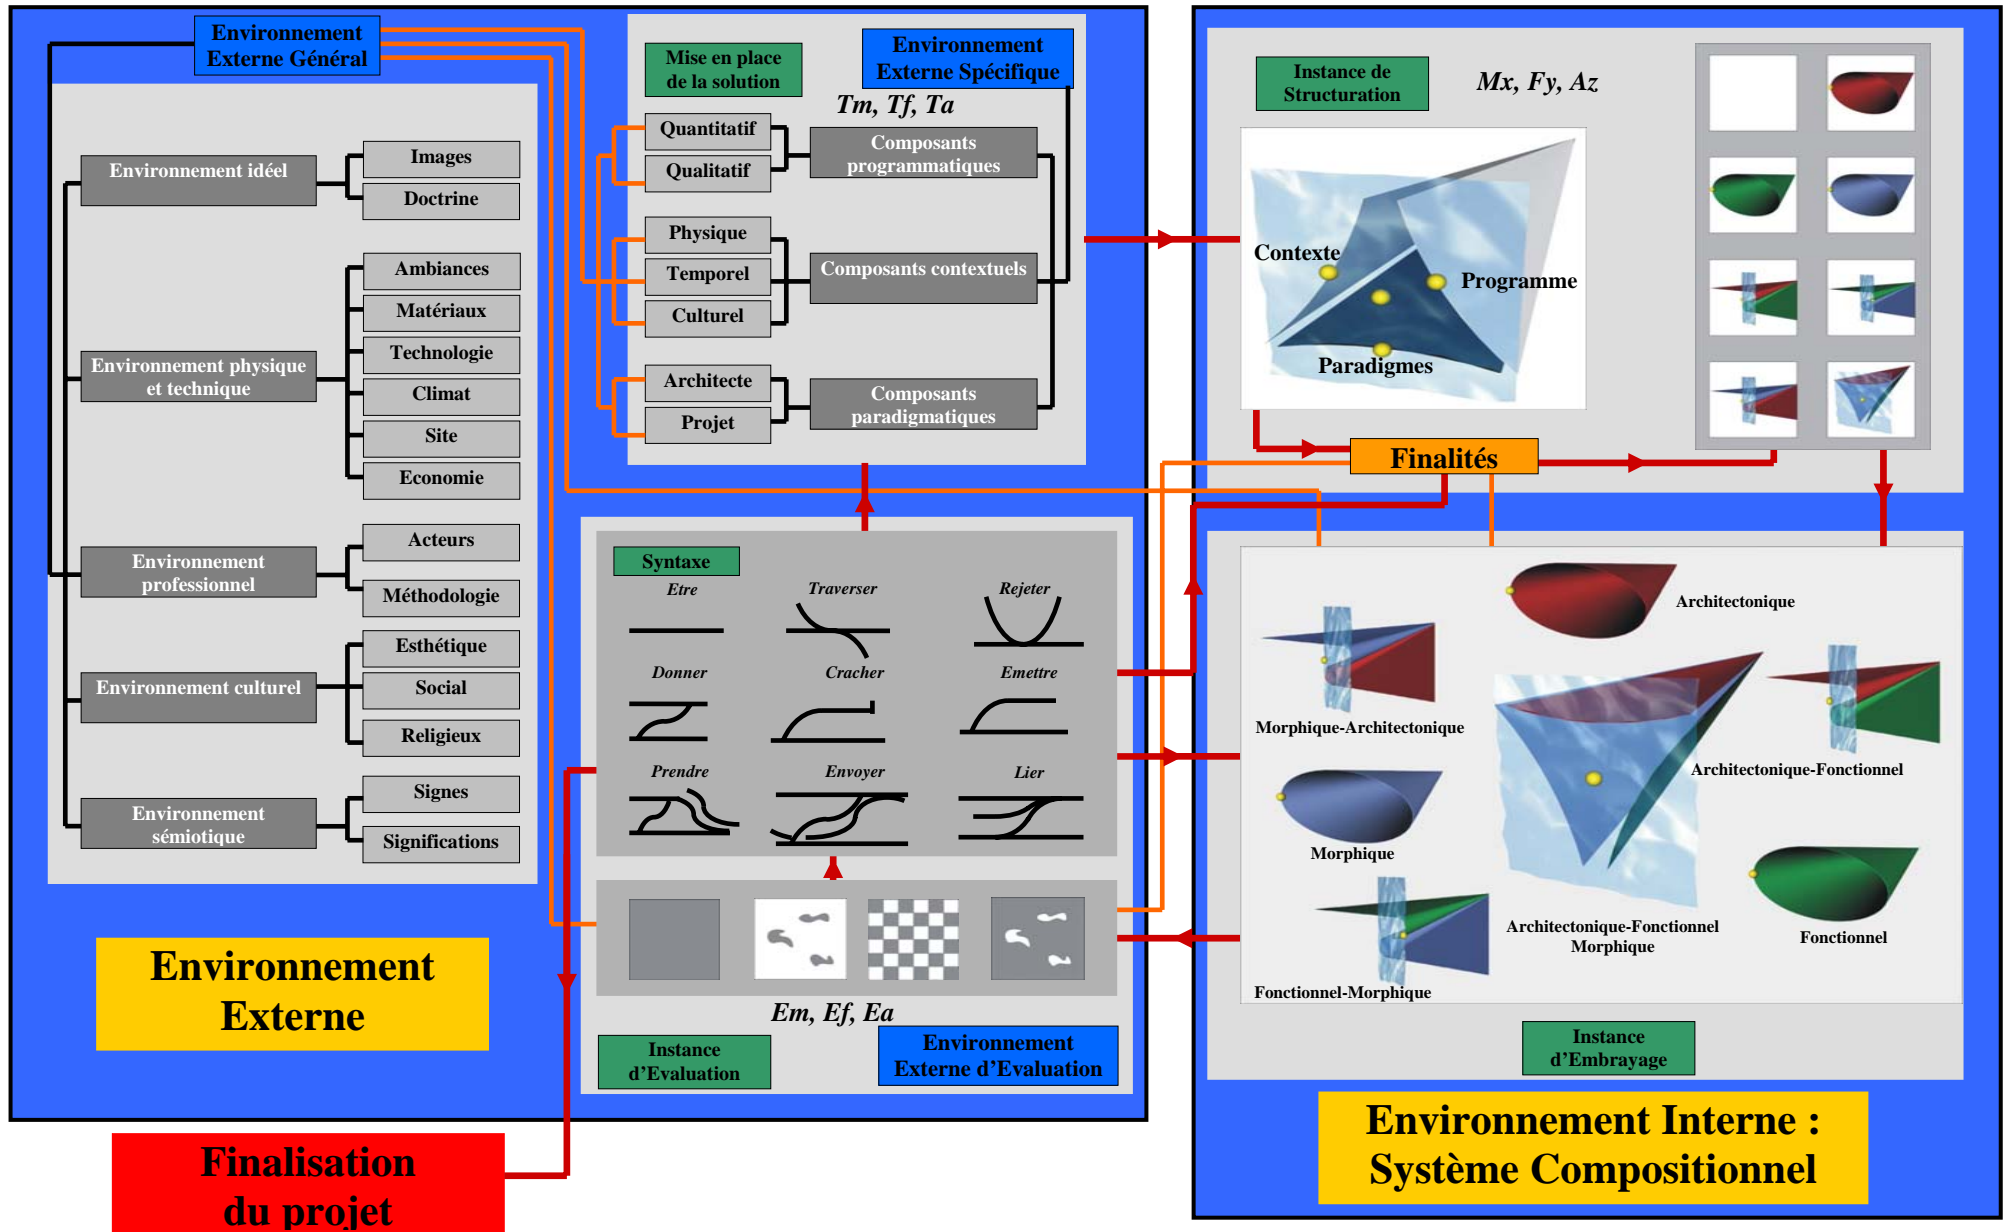 Environnement
Externe Général
Environnement idéel
Images
Doctrine
Environnement physique
et technique
Ambiances
Matériaux
Technologie
Climat
Site
Economie
Environnement
professionnel
Acteurs
Méthodologie
Environnement culturel
Esthétique
Social
Religieux
Environnement
sémiotique
Signes
Significations
Environnement
Externe
Finalisation
du projet
Mise en place
de la solution
Environnement
Externe Spécifique
Tm, Tf, Ta
Quantitatif
Qualitatif
Composants
programmatiques
Physique
Temporel
Culturel
Composants contextuels
Architecte
Projet
Composants
paradigmatiques
Syntaxe
Etre
Traverser
Rejeter
Donner
Cracher
Emettre
Prendre
Envoyer
Lier
Em, Ef, Ea
Instance
d’Evaluation
Environnement
Externe d’Evaluation
Instance de
Structuration
Mx, Fy, Az
Contexte
Programme
Paradigmes
Finalités
Architectonique
Morphique-Architectonique
Architectonique-Fonctionnel
Morphique
Architectonique-Fonctionnel
Morphique
Fonctionnel
Fonctionnel-Morphique
Instance
d’Embrayage
Environnement Interne :
Système Compositionnel